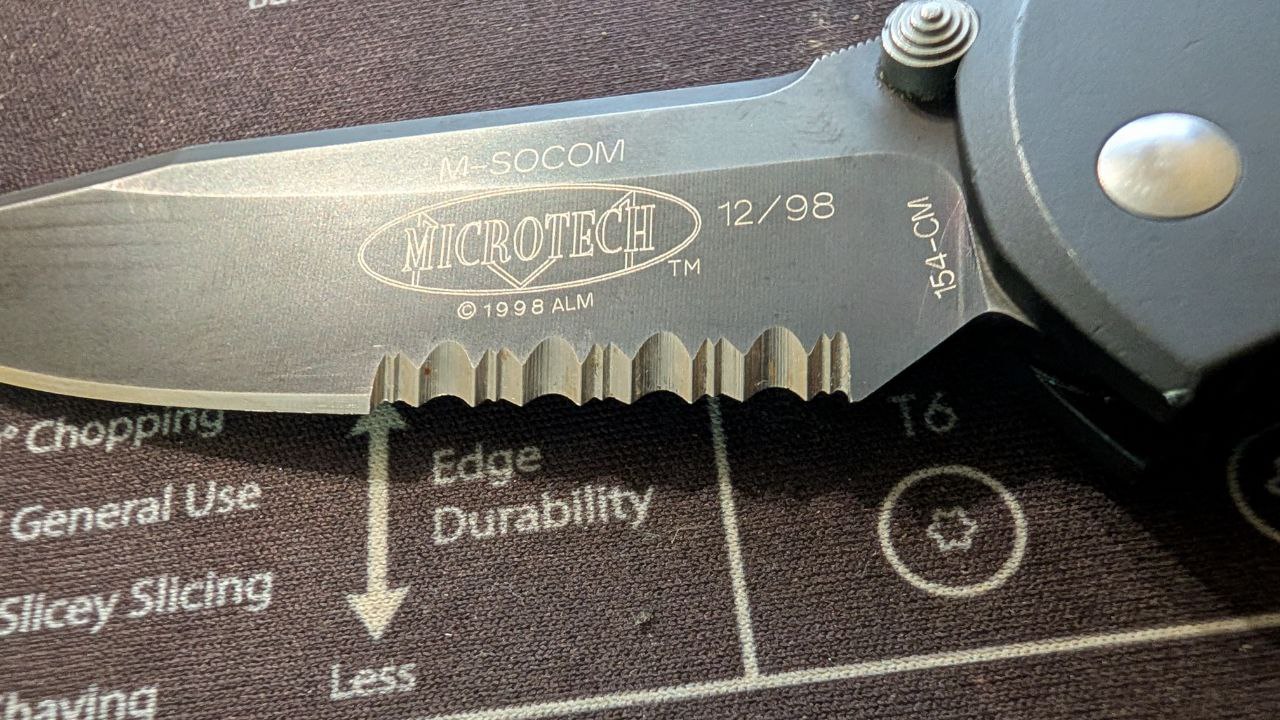 M-SOCOM
MICROTECH
TM
12/98
© 1998 ALM
154-CM
Chopping
General Use
Slicey Slicing
Edge
Durability
Less
T6